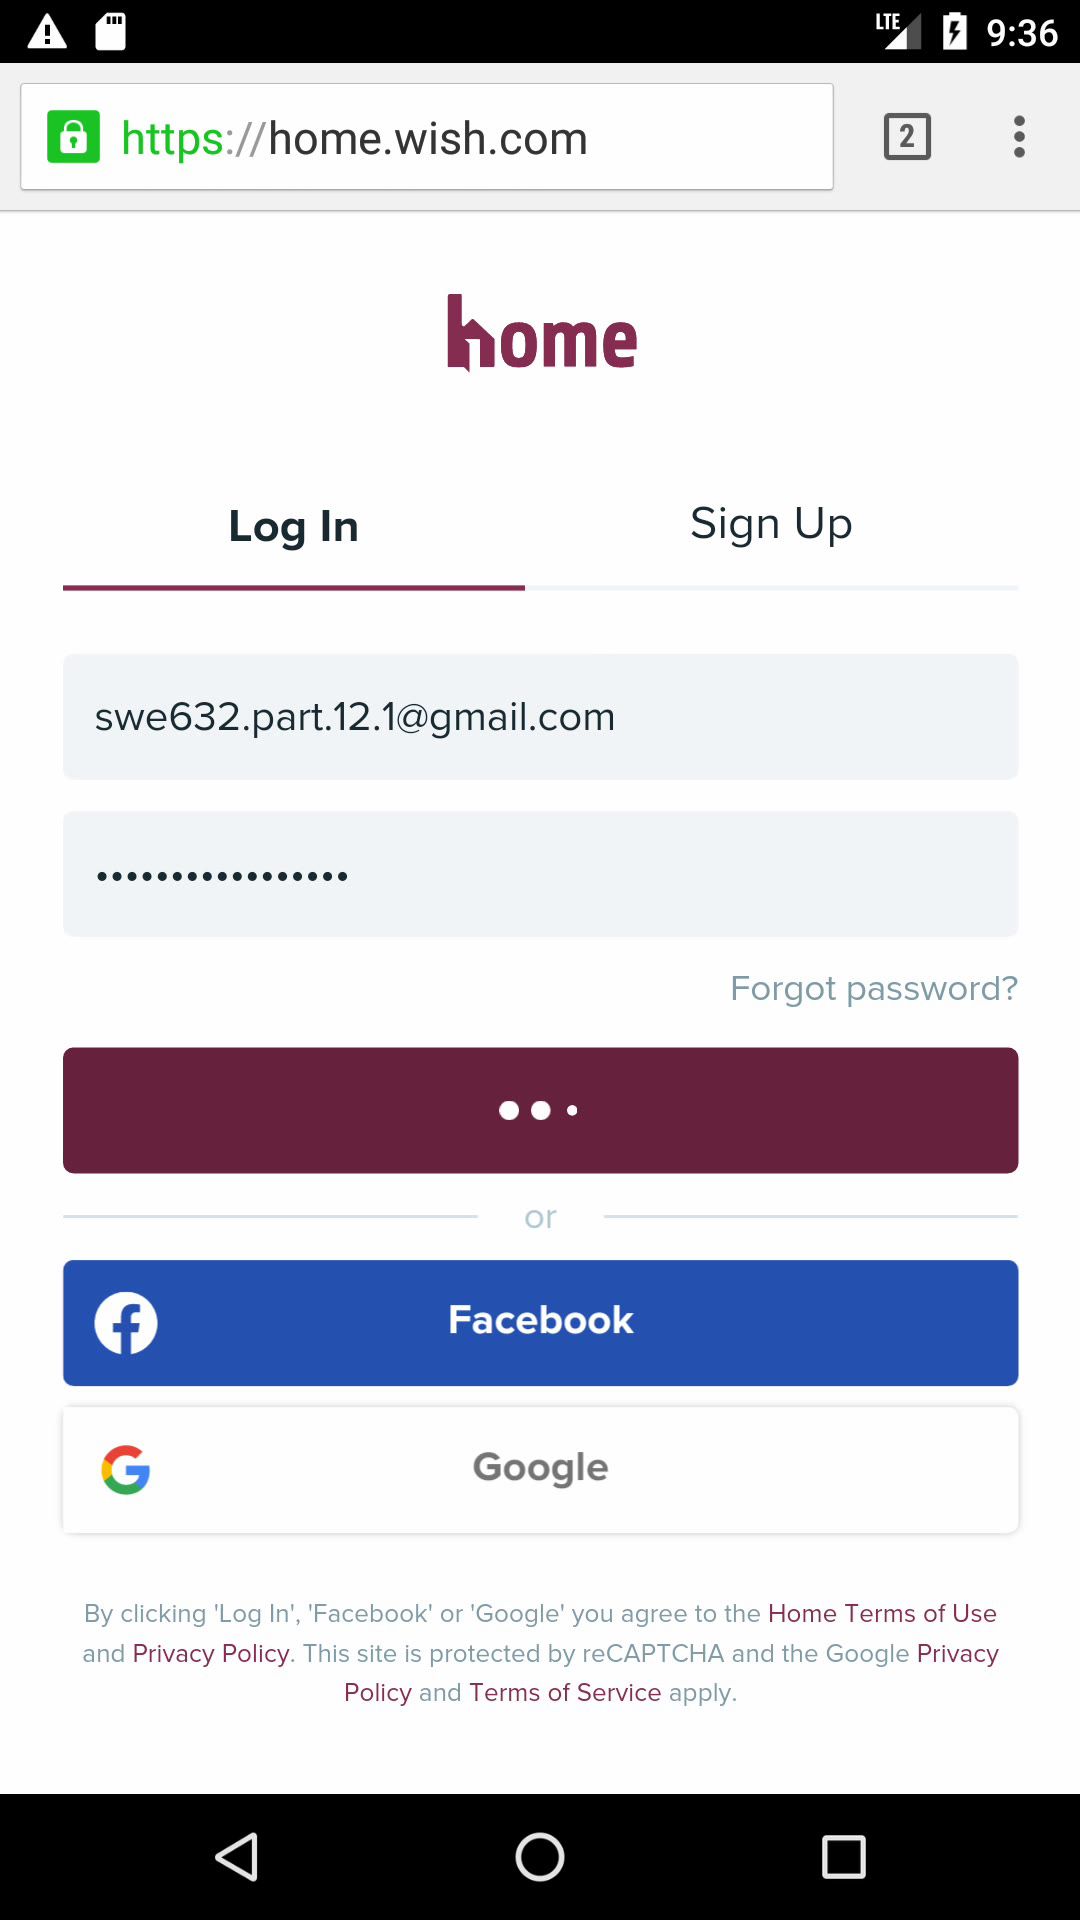 LTE 9:36
https://home.wish.com 2
home
Log In Sign Up
swe632.part.12.1@gmail.com
•••••••••••••••••
Forgot password?
or
Facebook
Google
By clicking 'Log In', 'Facebook' or 'Google' you agree to the Home Terms of Use
and Privacy Policy. This site is protected by reCAPTCHA and the Google Privacy
Policy and Terms of Service apply.